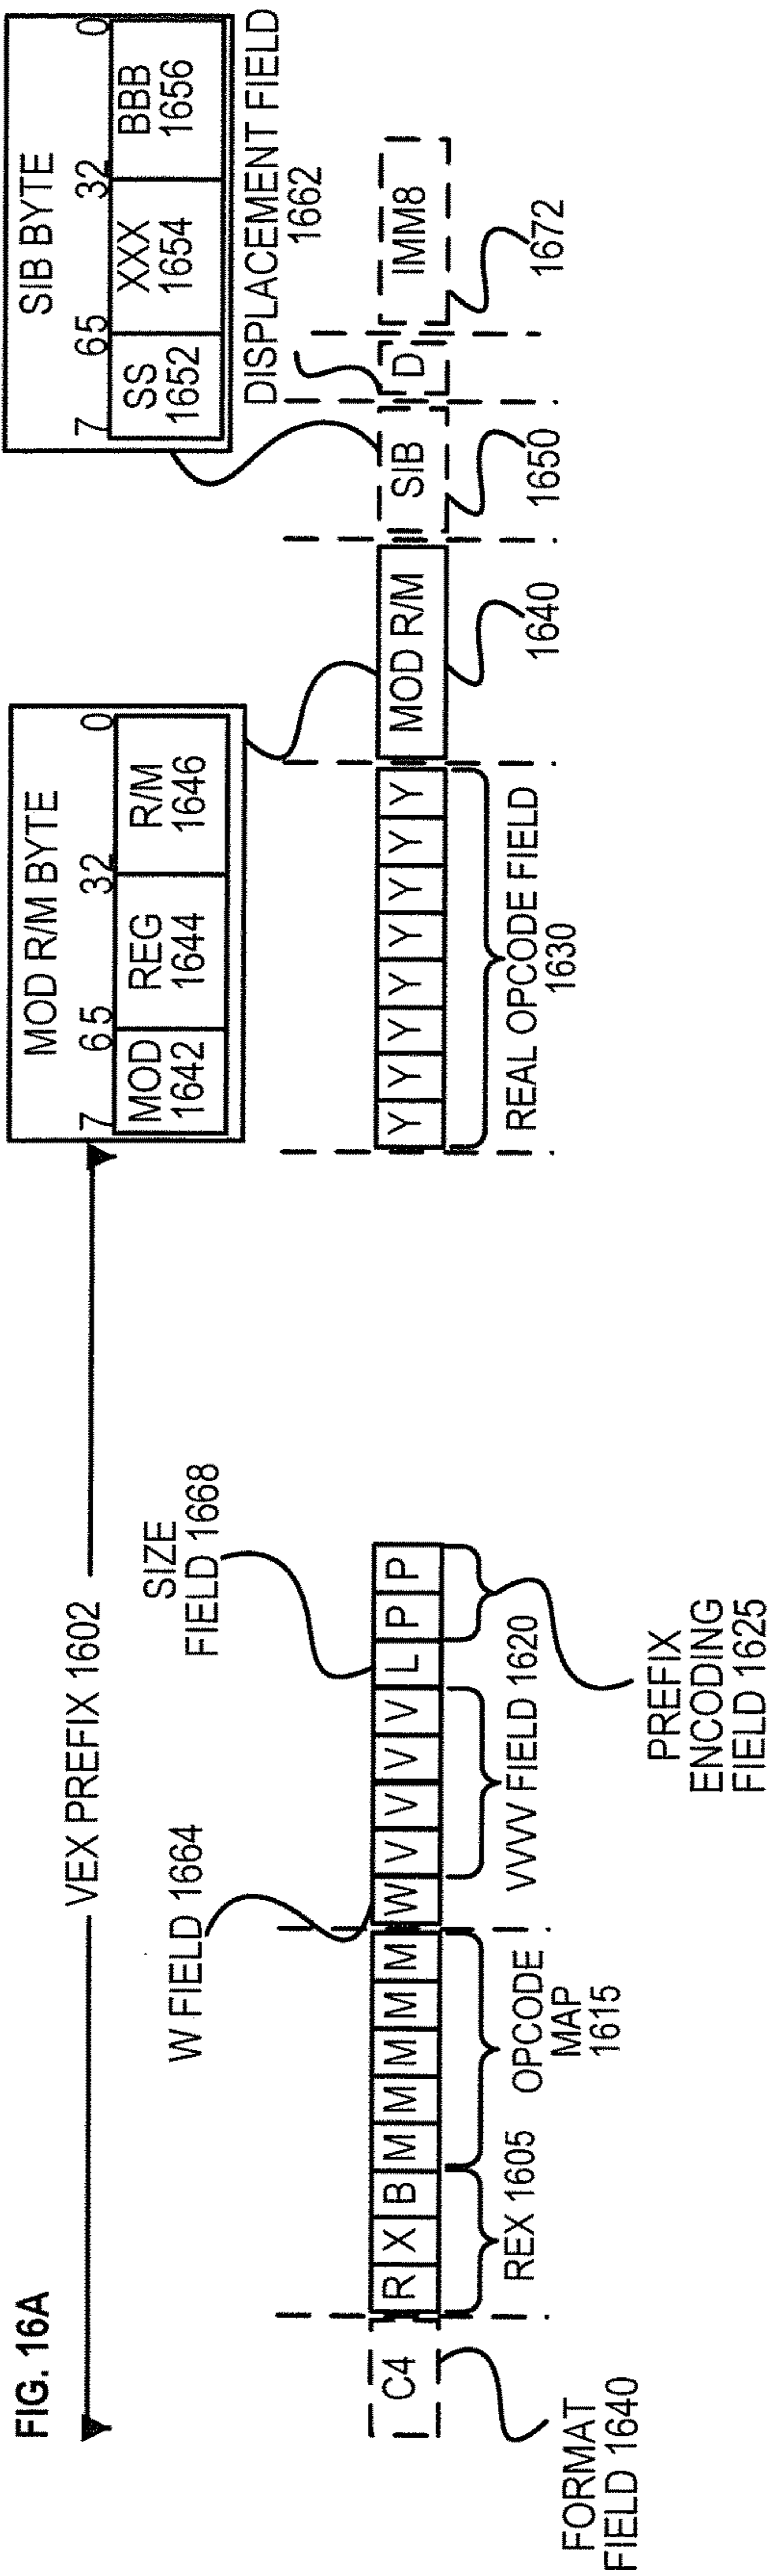 FIG. 16A
VEX PREFIX 1602
MOD R/M BYTE
7 6 5 3 2 0
MOD
1642
REG
1644
R/M
1646
SIB BYTE
7 6 5 3 2 0
SS
1652
XXX
1654
BBB
1656
W FIELD 1664
SIZE
FIELD 1668
DISPLACEMENT FIELD
1662
C4 R X B M M M M M W V V V V L P P Y Y Y Y Y Y Y Y MOD R/M SIB D IMM8
FORMAT
FIELD 1640
REX 1605
OPCODE
MAP
1615
VVVV FIELD 1620
PREFIX
ENCODING
FIELD 1625
REAL OPCODE FIELD
1630
1640
1650
1672